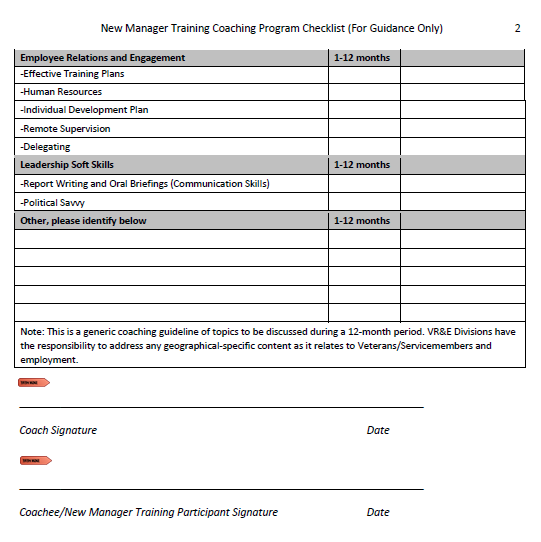 New Manager Training Coaching Program Checklist (For Guidance Only) 2
Employee Relations and Engagement 1-12 months
-Effective Training Plans
-Human Resources
-Individual Development Plan
-Remote Supervision
-Delegating
Leadership Soft Skills 1-12 months
-Report Writing and Oral Briefings (Communication Skills)
-Political Savvy
Other, please identify below 1-12 months
Note: This is a generic coaching guideline of topics to be discussed during a 12-month period. VR&E Divisions have
the responsibility to address any geographical-specific content as it relates to Veterans/Servicemembers and
employment.
Coach Signature Date
Coachee/New Manager Training Participant Signature Date